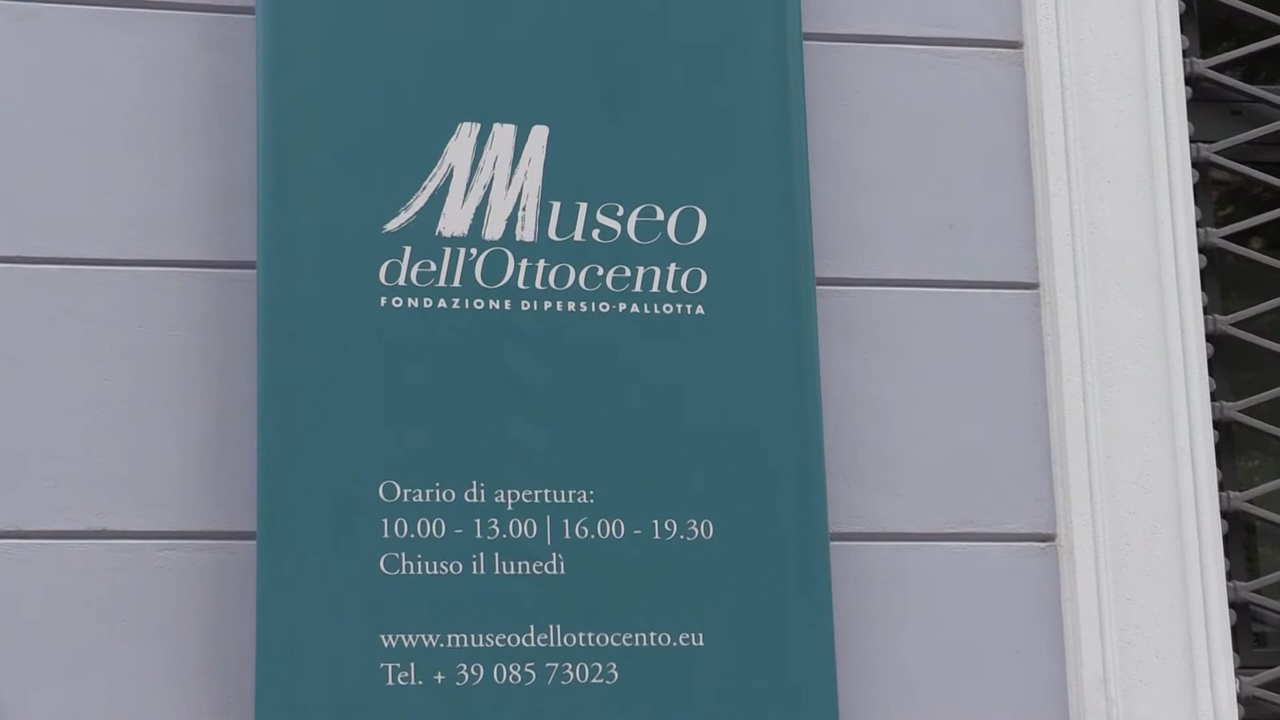 Museo
dell'Ottocento
FONDAZIONE DI PERSIO-PALLOTTA
Orario di apertura:
10.00 - 13.00 | 16.00 - 19.30
Chiuso il lunedì
www.museodellottocento.eu
Tel. + 39 085 73023